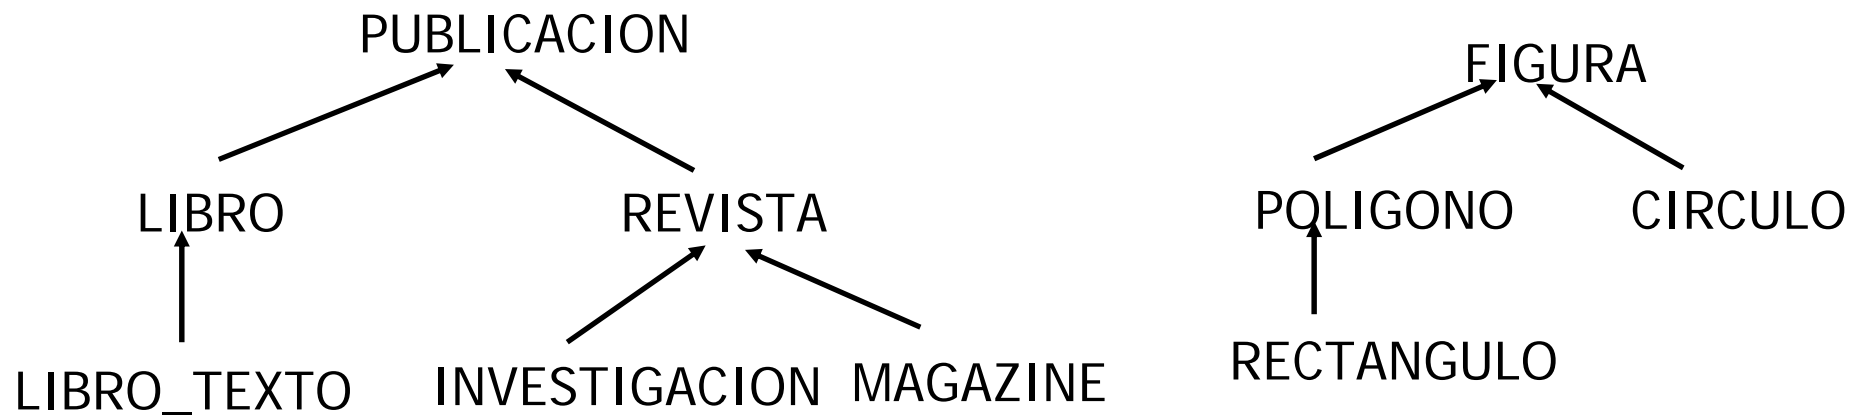 PUBLICACION
FIGURA
LIBRO
REVISTA
POLIGONO
CIRCULO
LIBRO_TEXTO
INVESTIGACION
MAGAZINE
RECTANGULO